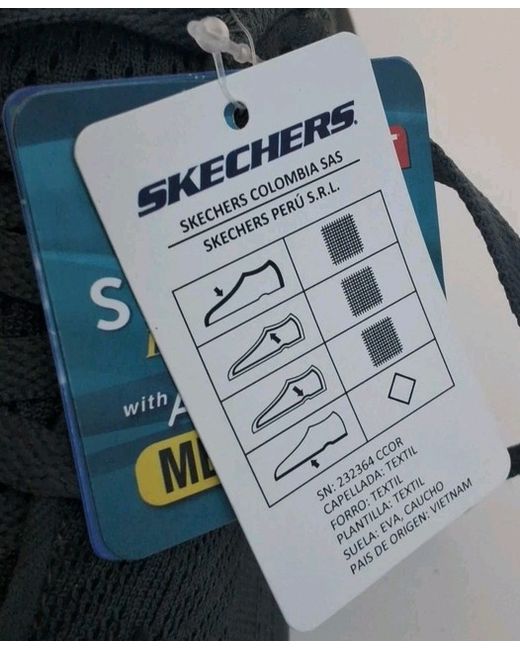 SKECHERS
SKECHERS COLOMBIA SAS
SKECHERS PERÚ S.R.L.
S
with
SN: 232364 CCOR
CAPELLADA: TEXTIL
FORRO: TEXTIL
PLANTILLA: TEXTIL
SUELA: EVA, CAUCHO
PAIS DE ORIGEN: VIETNAM